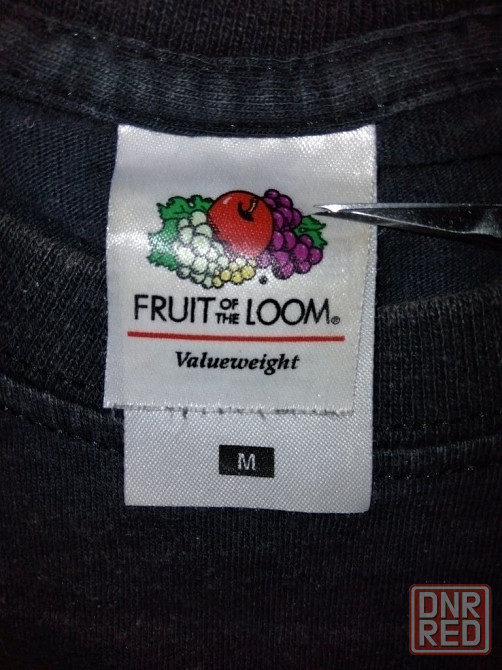 FRUIT OF THE LOOM®
Valueweight
M
DNR
RED